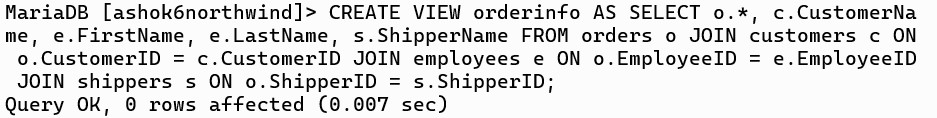 MariaDB [ashok6northwind]> CREATE VIEW orderinfo AS SELECT o.*, c.CustomerNa
me, e.FirstName, e.LastName, s.ShipperName FROM orders o JOIN customers c ON
 o.CustomerID = c.CustomerID JOIN employees e ON o.EmployeeID = e.EmployeeID
 JOIN shippers s ON o.ShipperID = s.ShipperID;
Query OK, 0 rows affected (0.007 sec)